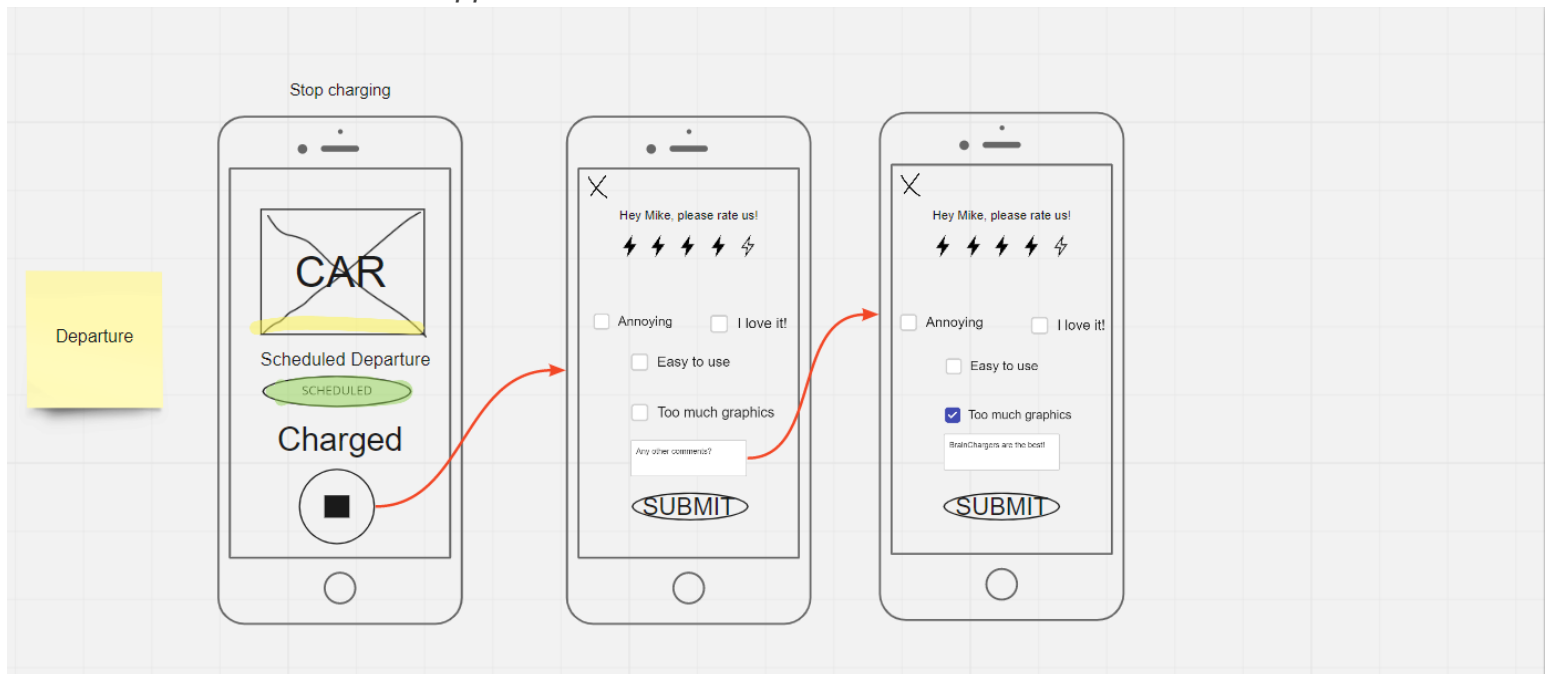 Stop charging
Departure
CAR
Scheduled Departure
SCHEDULED
Charged
Hey Mike, please rate us!
Annoying
I love it!
Easy to use
Too much graphics
Any other comments?
SUBMIT
Hey Mike, please rate us!
Annoying
I love it!
Easy to use
Too much graphics
BrainChargers are the best!
SUBMIT